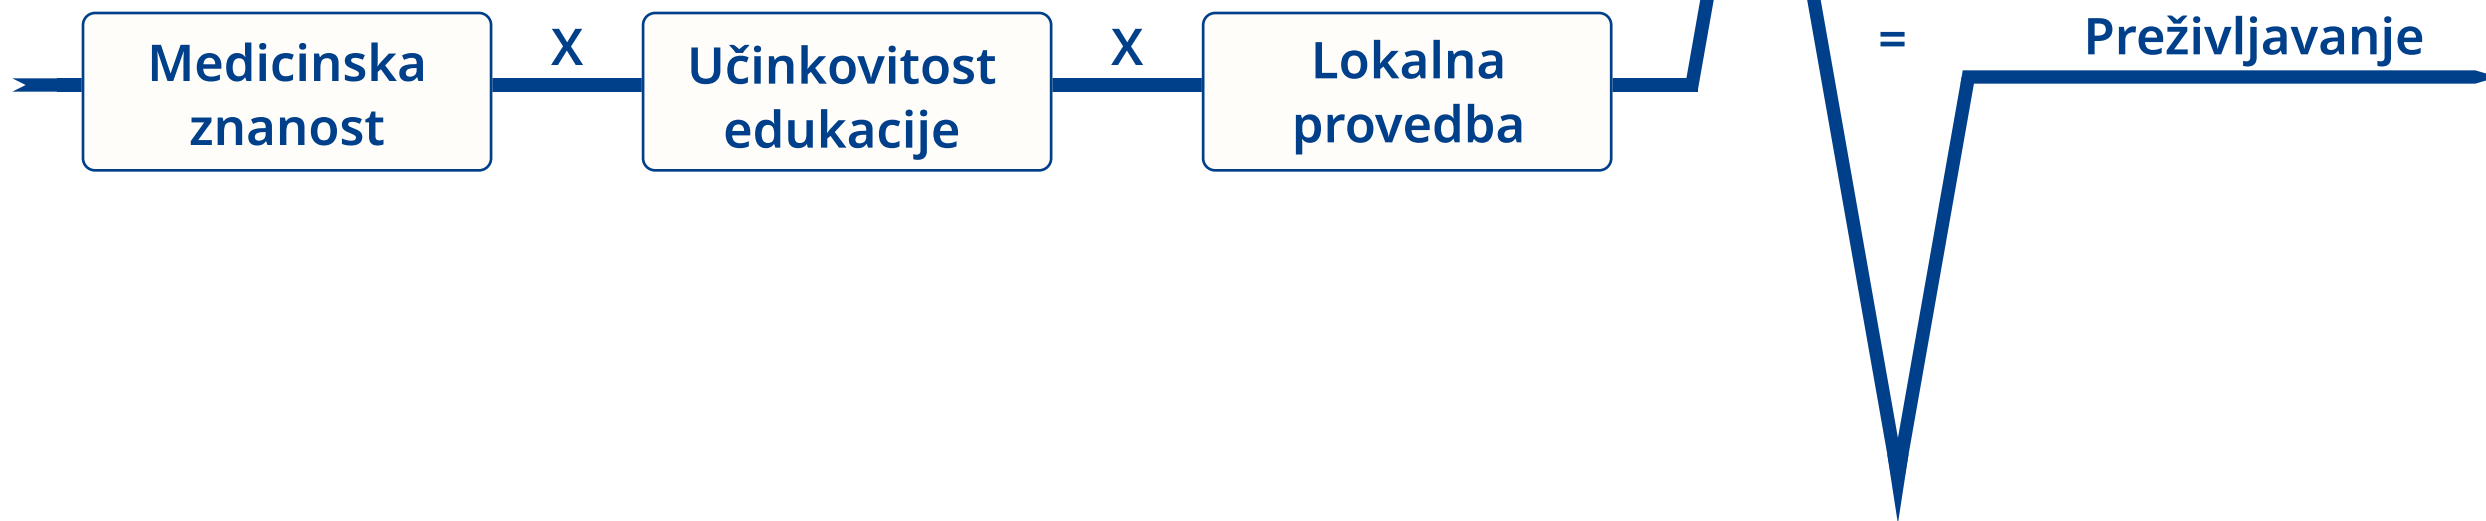 Medicinska
znanost
X
Učinkovitost
edukacije
X
Lokalna
provedba
=
Preživljavanje